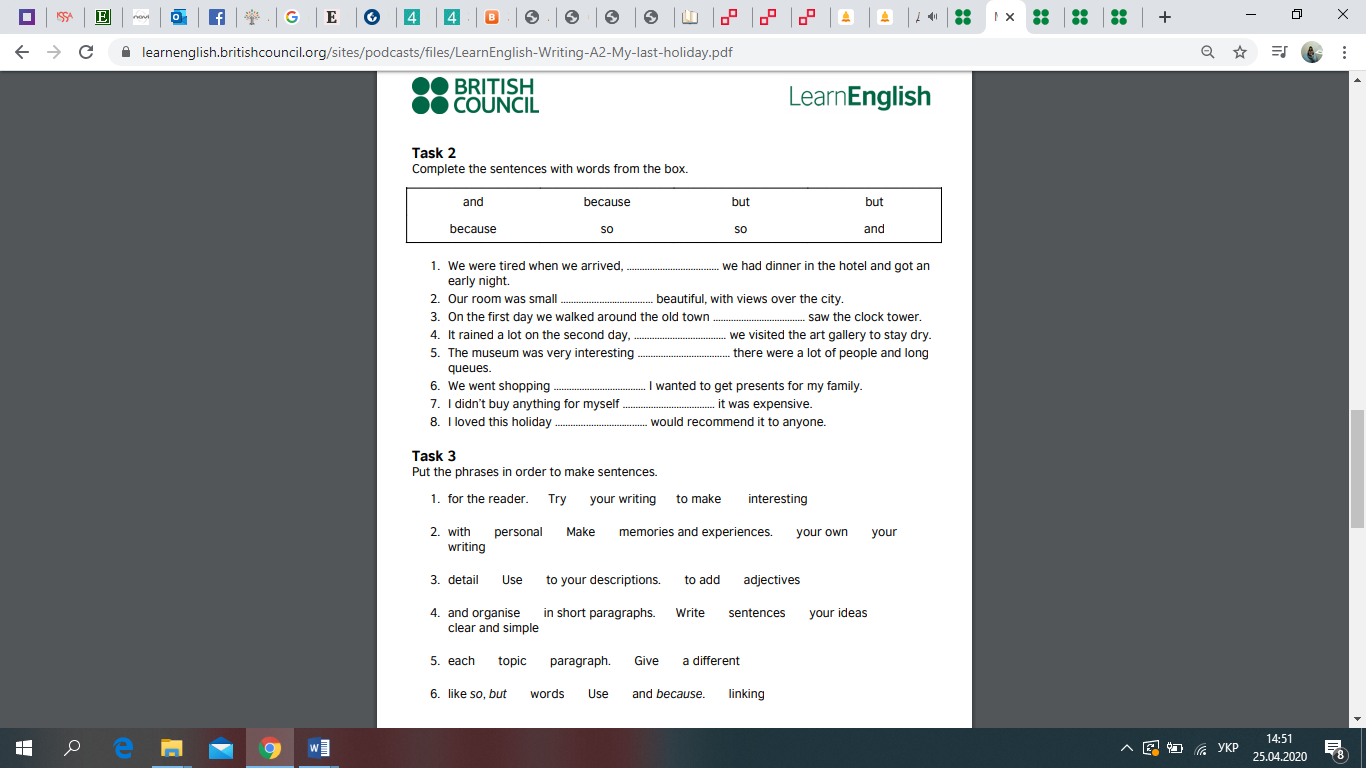 learnenglish.britishcouncil.org/sites/podcasts/files/LearnEnglish-Writing-A2-My-last-holiday.pdf
BRITISH
COUNCIL
LearnEnglish
Task 2
Complete the sentences with words from the box.
and because but but
because so so and
1. We were tired when we arrived, .................................... we had dinner in the hotel and got an
early night.
2. Our room was small .................................... beautiful, with views over the city.
3. On the first day we walked around the old town .................................... saw the clock tower.
4. It rained a lot on the second day, .................................... we visited the art gallery to stay dry.
5. The museum was very interesting .................................... there were a lot of people and long
queues.
6. We went shopping .................................... I wanted to get presents for my family.
7. I didn't buy anything for myself .................................... it was expensive.
8. I loved this holiday .................................... would recommend it to anyone.
Task 3
Put the phrases in order to make sentences.
1. for the reader. Try your writing to make interesting
2. with personal Make memories and experiences. your own your
writing
3. detail Use to your descriptions. to add adjectives
4. and organise in short paragraphs. Write sentences your ideas
clear and simple
5. each topic paragraph. Give a different
6. like so, but words Use and because. linking
УКР
14:51
25.04.2020
8